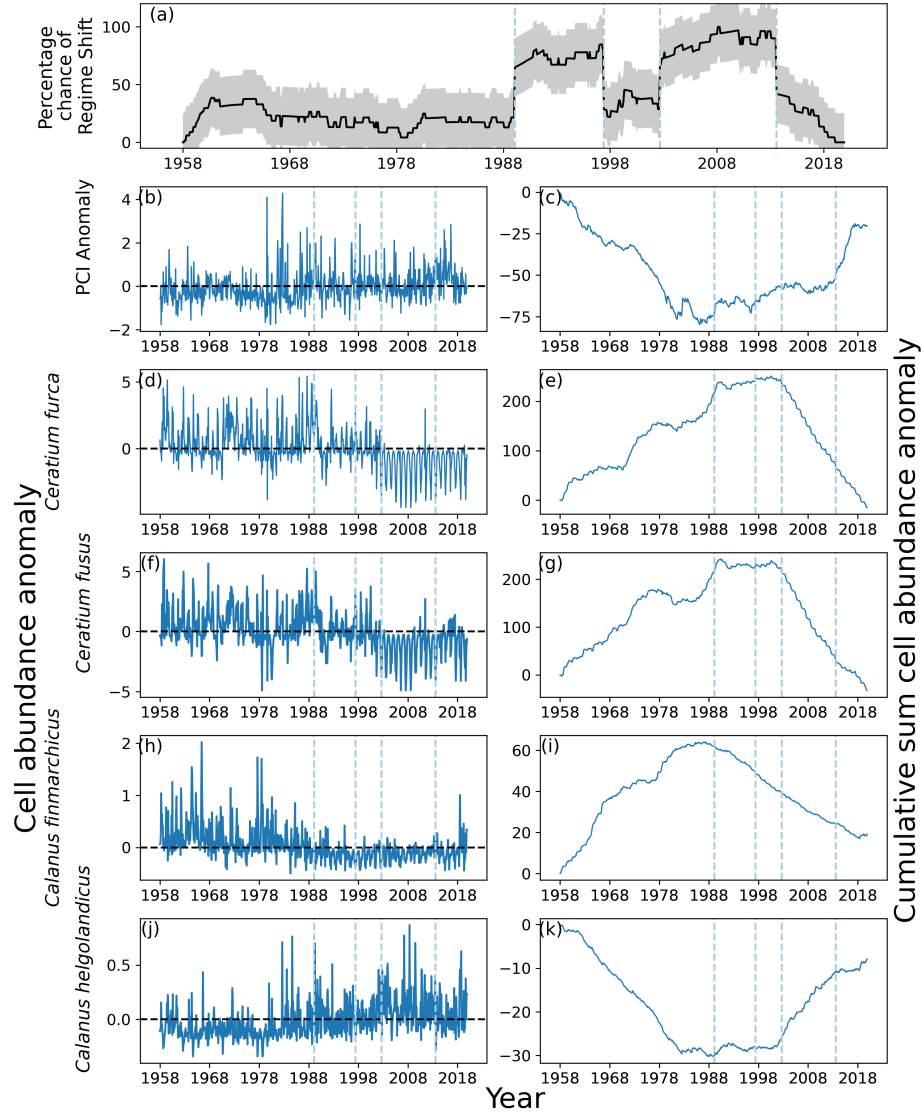 Percentage
chance of
Regime Shift
(a)
100
50
0
1958 1968 1978 1988 1998 2008 2018
PCI Anomaly
(b)
4
2
0
−2
1958 1968 1978 1988 1998 2008 2018
(c)
0
−25
−50
−75
1958 1968 1978 1988 1998 2008 2018
Cell abundance anomaly
Cumulative sum cell abundance anomaly
Ceratium furca
(d)
5
0
1958 1968 1978 1988 1998 2008 2018
(e)
200
100
0
1958 1968 1978 1988 1998 2008 2018
Ceratium fusus
(f)
5
0
−5
1958 1968 1978 1988 1998 2008 2018
(g)
200
100
0
1958 1968 1978 1988 1998 2008 2018
Calanus finmarchicus
(h)
2
1
0
1958 1968 1978 1988 1998 2008 2018
(i)
60
40
20
0
1958 1968 1978 1988 1998 2008 2018
Calanus helgolandicus
(j)
0.5
0.0
1958 1968 1978 1988 1998 2008 2018
(k)
0
−10
−20
−30
1958 1968 1978 1988 1998 2008 2018
Year